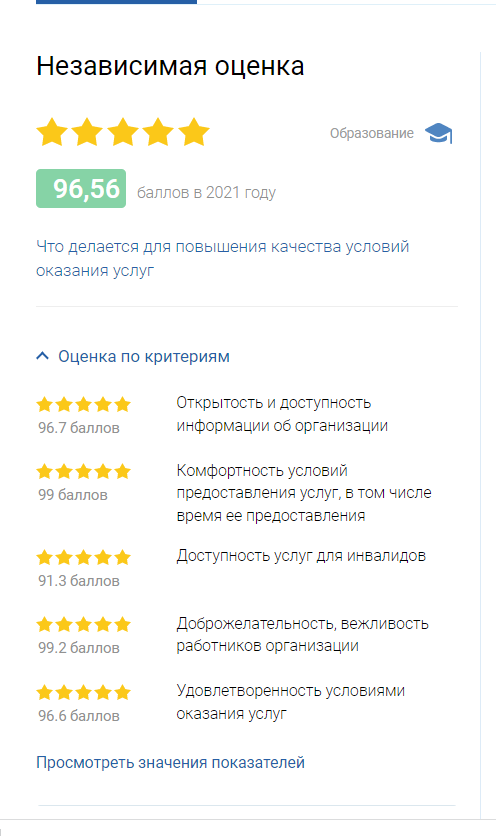 Независимая оценка
Образование
96,56 баллов в 2021 году
Что делается для повышения качества условий
оказания услуг
Оценка по критериям
Открытость и доступность
информации об организации
96.7 баллов
Комфортность условий
предоставления услуг, в том числе
время ее предоставления
99 баллов
Доступность услуг для инвалидов
91.3 баллов
Доброжелательность, вежливость
работников организации
99.2 баллов
Удовлетворенность условиями
оказания услуг
96.6 баллов
Просмотреть значения показателей